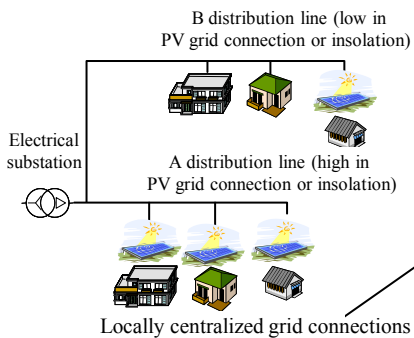 B distribution line (low in
PV grid connection or insolation)
Electrical
substation
A distribution line (high in
PV grid connection or insolation)
Locally centralized grid connections